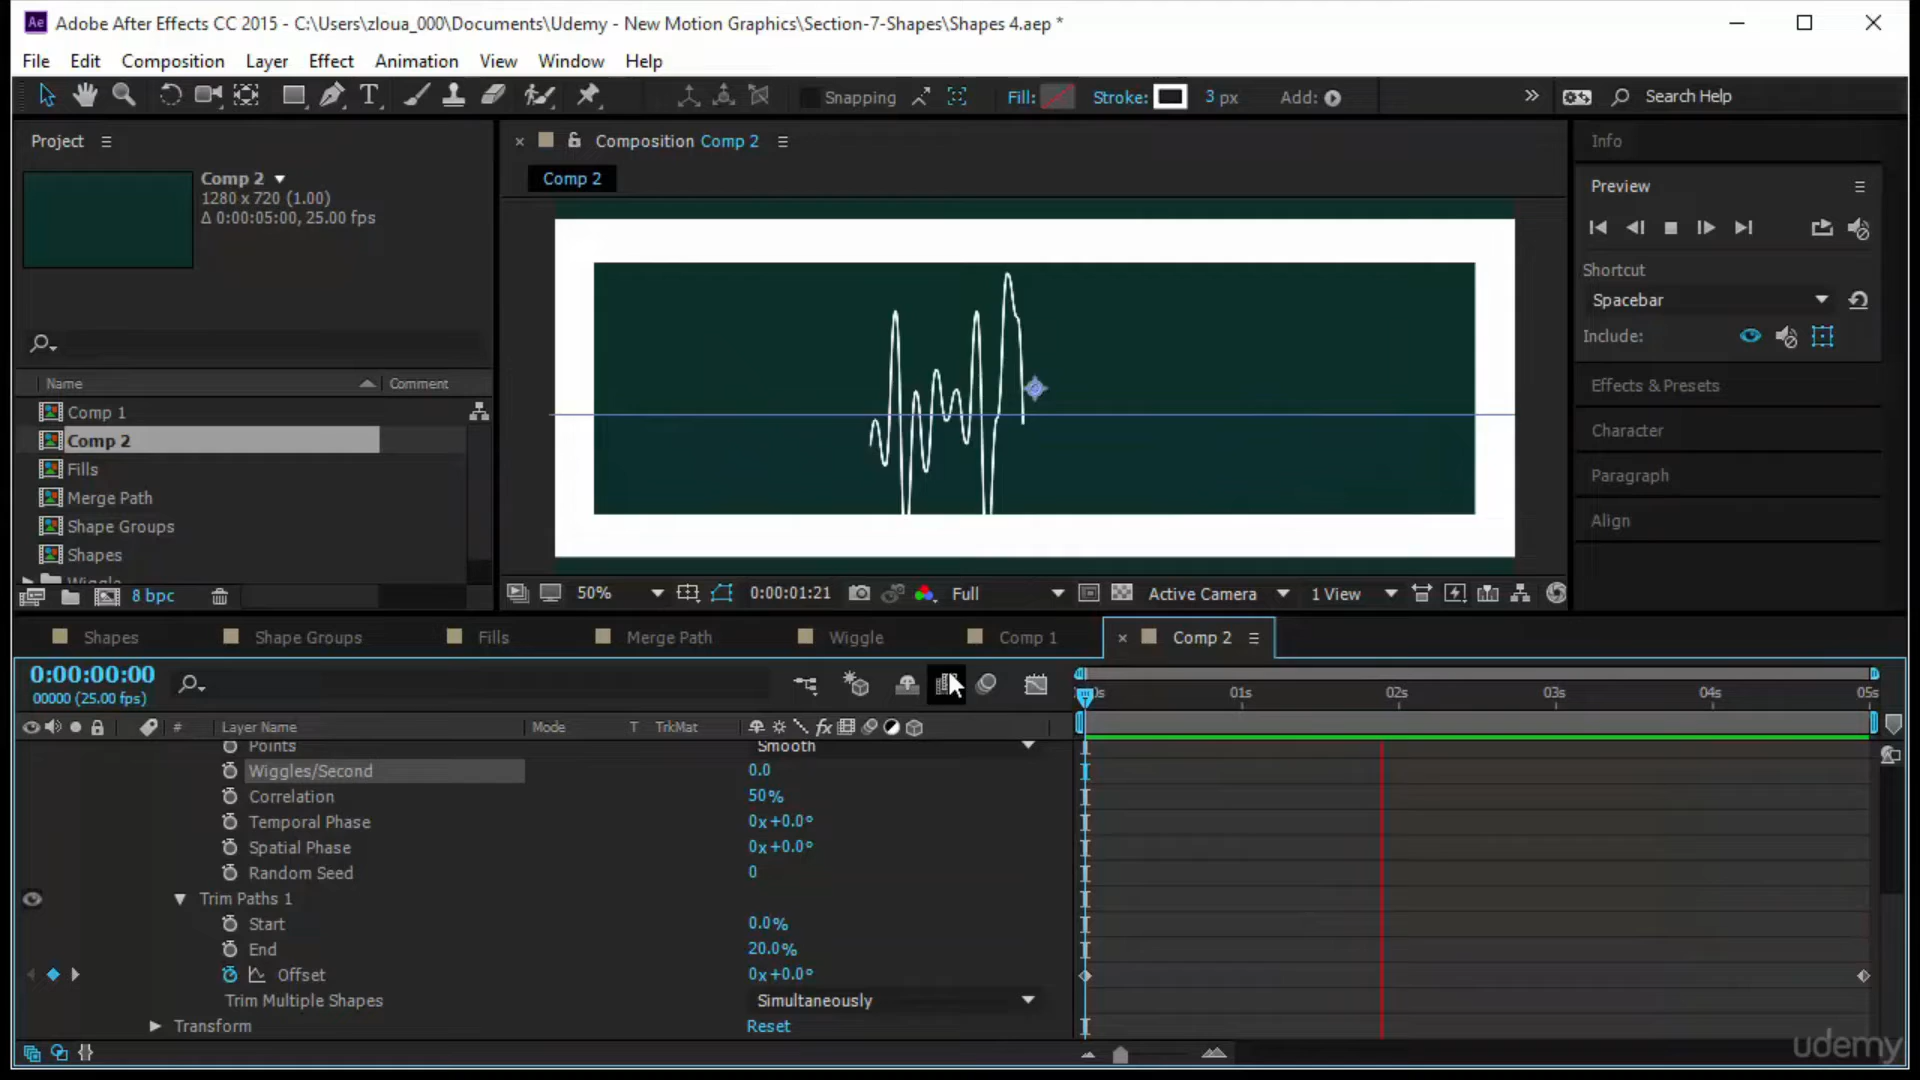 Adobe After Effects CC 2015 - C:\Users\zloua_000\Documents\Udemy - New Motion Graphics\Section-7-Shapes\Shapes 4.aep *
File Edit Composition Layer Effect Animation View Window Help
Snapping Fill: Stroke: 3 px Add: Search Help
Project
Comp 2
1280 x 720 (1.00)
Δ 0:00:05:00, 25.00 fps
Name Comment
Comp 1
Comp 2
Fills
Merge Path
Shape Groups
Shapes
Wiggle
8 bpc
Composition Comp 2
Comp 2
50% 0:00:01:21 Full Active Camera 1 View
Info
Preview
Shortcut
Spacebar
Include:
Effects & Presets
Character
Paragraph
Align
Shapes Shape Groups Fills Merge Path Wiggle Comp 1 Comp 2
0:00:00:00
00000 (25.00 fps)
0s 01s 02s 03s 04s 05s
# Layer Name Mode T TrkMat fx
Points Smooth
Wiggles/Second 0.0
Correlation 50%
Temporal Phase 0x+0.0°
Spatial Phase 0x+0.0°
Random Seed 0
Trim Paths 1
Start 0.0%
End 20.0%
Offset 0x+0.0°
Trim Multiple Shapes Simultaneously
Transform Reset
udemy